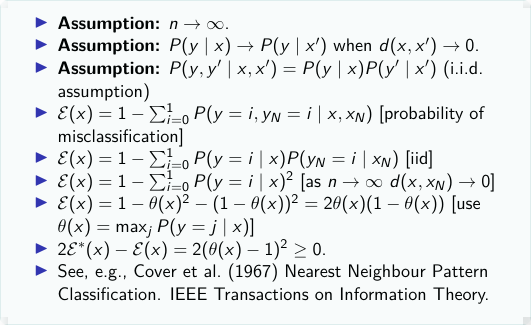 ▶ Assumption: n → ∞.
▶ Assumption: P(y | x) → P(y | x′) when d(x, x′) → 0.
▶ Assumption: P(y, y′ | x, x′) = P(y | x)P(y′ | x′) (i.i.d.
assumption)
▶ ℰ(x) = 1 − ∑¹ᵢ₌₀ P(y = i, y_N = i | x, x_N) [probability of
misclassification]
▶ ℰ(x) = 1 − ∑¹ᵢ₌₀ P(y = i | x)P(y_N = i | x_N) [iid]
▶ ℰ(x) = 1 − ∑¹ᵢ₌₀ P(y = i | x)² [as n → ∞ d(x, x_N) → 0]
▶ ℰ(x) = 1 − θ(x)² − (1 − θ(x))² = 2θ(x)(1 − θ(x)) [use
θ(x) = max_j P(y = j | x)]
▶ 2ℰ*(x) − ℰ(x) = 2(θ(x) − 1)² ≥ 0.
▶ See, e.g., Cover et al. (1967) Nearest Neighbour Pattern
Classification. IEEE Transactions on Information Theory.